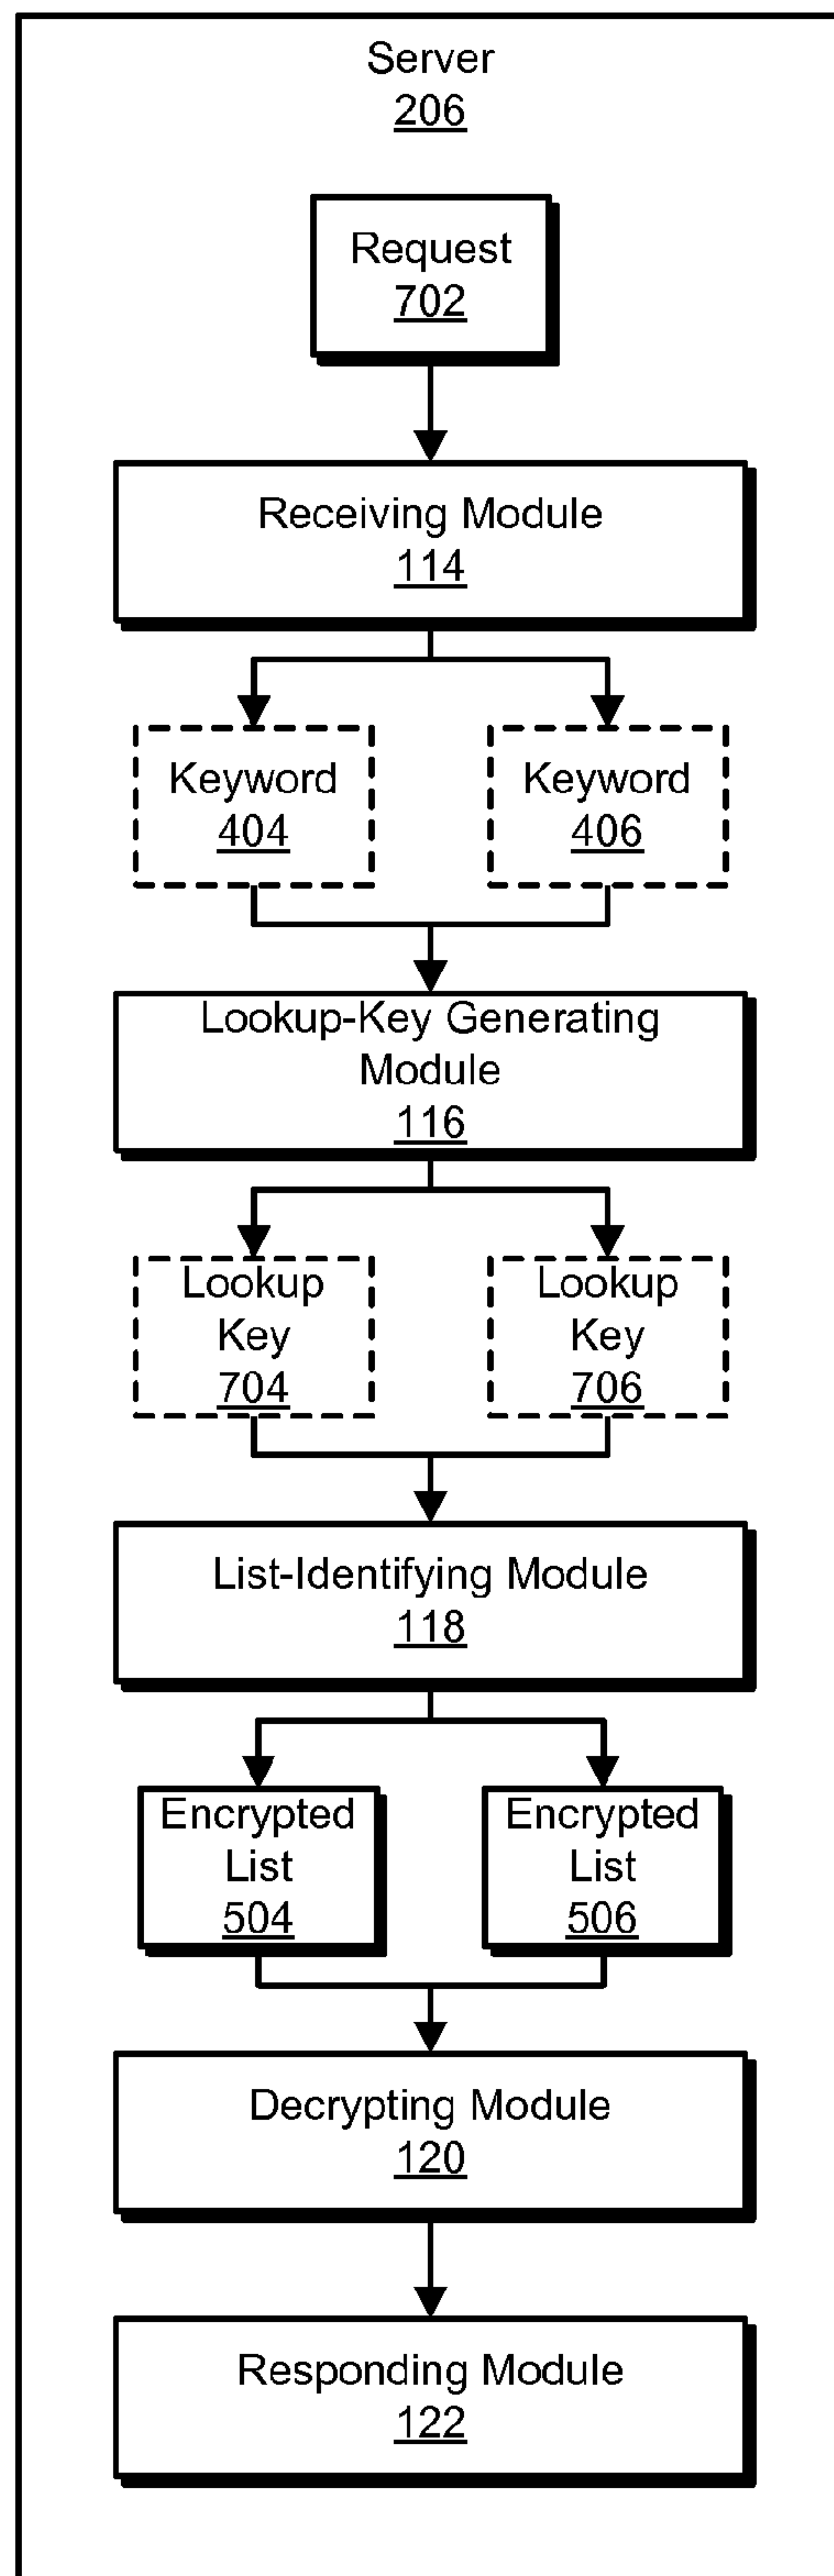 Server
206
Request
702
Receiving Module
114
Keyword
404
Keyword
406
Lookup-Key Generating
Module
116
Lookup
Key
704
Lookup
Key
706
List-Identifying Module
118
Encrypted
List
504
Encrypted
List
506
Decrypting Module
120
Responding Module
122